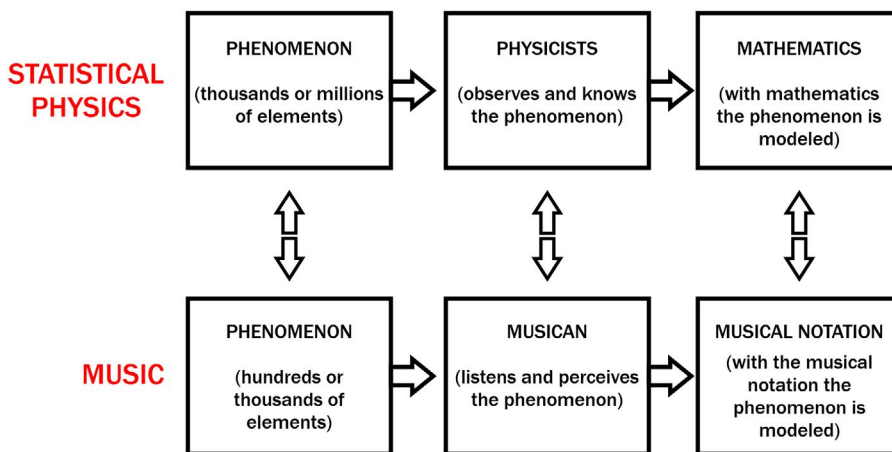 STATISTICAL
PHYSICS
PHENOMENON
(thousands or millions
of elements)
PHYSICISTS
(observes and knows
the phenomenon)
MATHEMATICS
(with mathematics
the phenomenon is
modeled)
MUSIC
PHENOMENON
(hundreds or
thousands of
elements)
MUSICAN
(listens and perceives
the phenomenon)
MUSICAL NOTATION
(with the musical
notation the
phenomenon is
modeled)